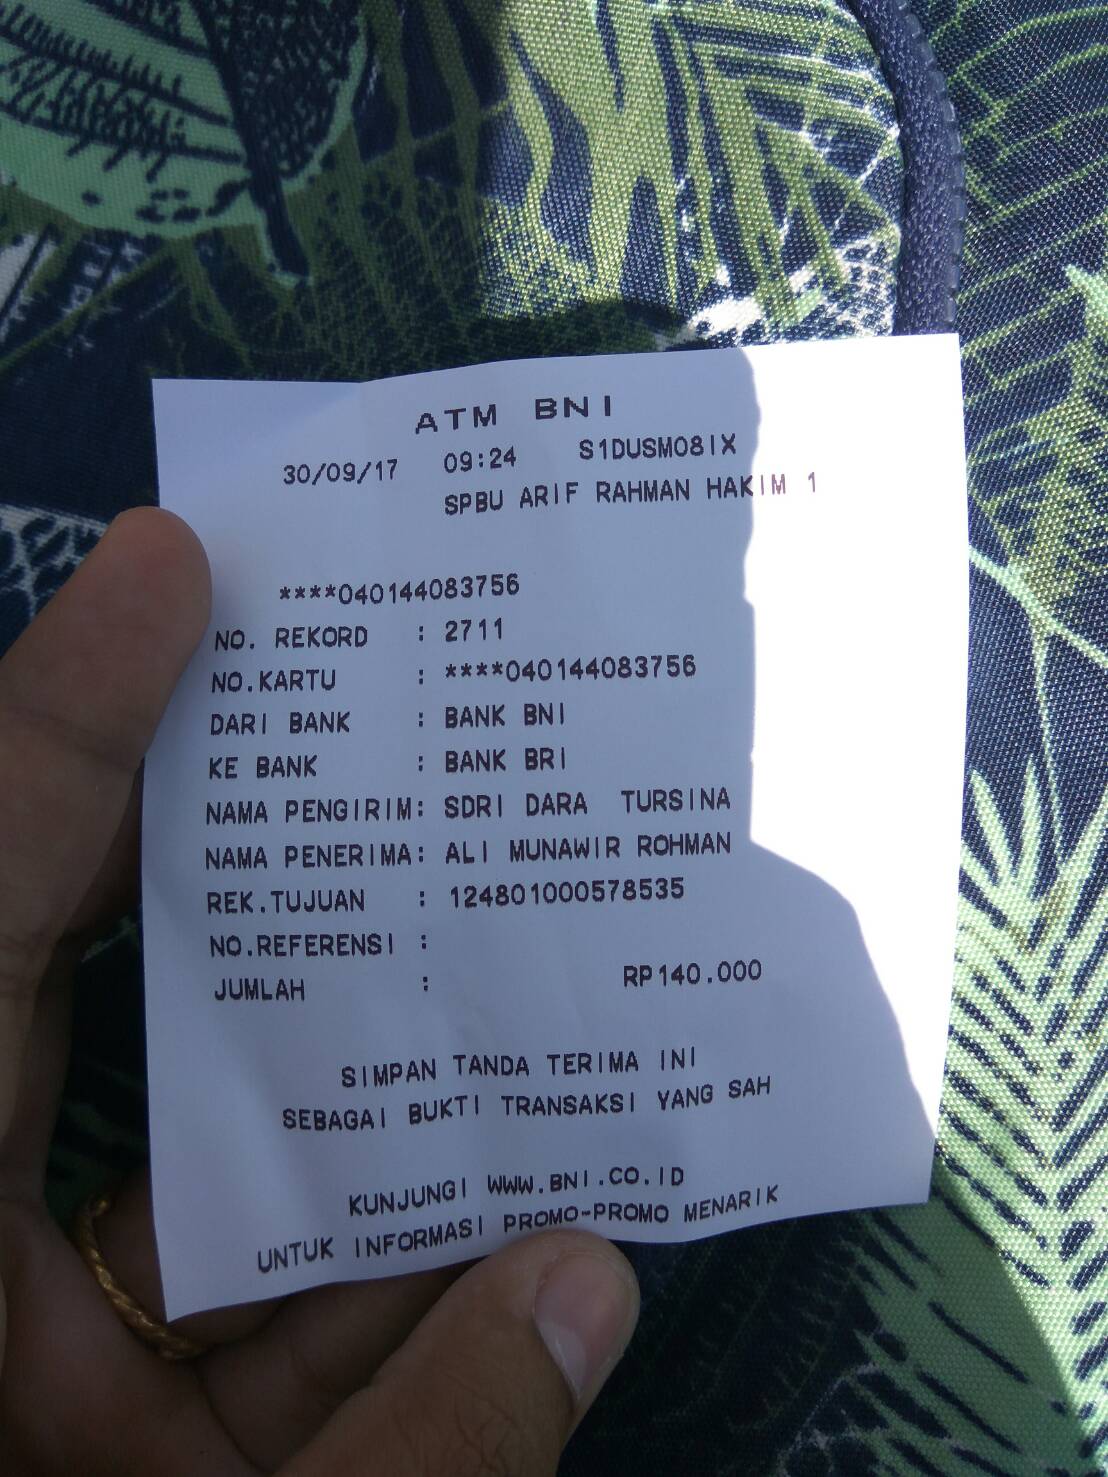 ATM BNI
30/09/17 09:24 S1DUSM08IX
SPBU ARIF RAHMAN HAKIM 1
****040144083756
NO. REKORD : 2711
NO.KARTU : ****040144083756
DARI BANK : BANK BNI
KE BANK : BANK BRI
NAMA PENGIRIM: SDRI DARA TURSINA
NAMA PENERIMA: ALI MUNAWIR ROHMAN
REK.TUJUAN : 124801000578535
NO.REFERENSI :
JUMLAH : RP140.000
SIMPAN TANDA TERIMA INI
SEBAGAI BUKTI TRANSAKSI YANG SAH
KUNJUNGI WWW.BNI.CO.ID
UNTUK INFORMASI PROMO-PROMO MENARIK